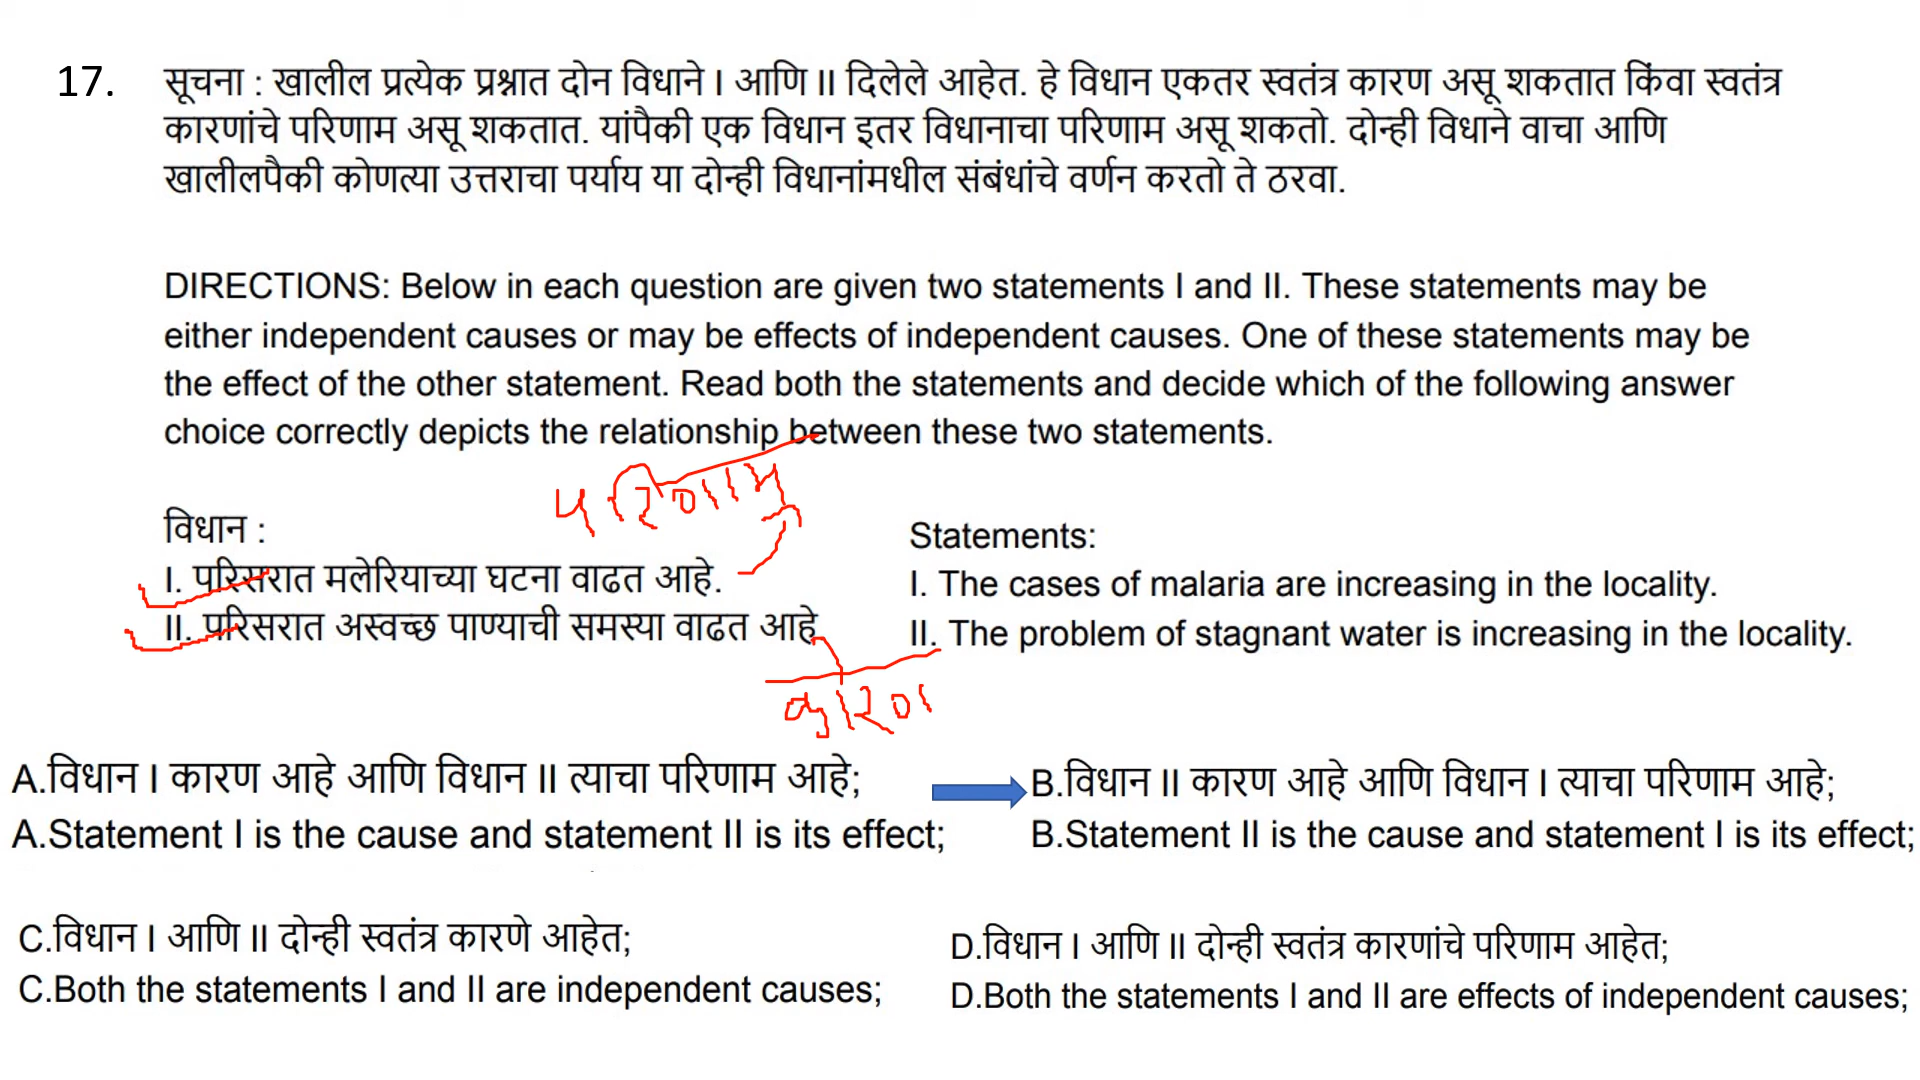 17.
सूचना : खालील प्रत्येक प्रश्नात दोन विधाने I आणि II दिलेले आहेत. हे विधान एकतर स्वतंत्र कारण असू शकतात किंवा स्वतंत्र
कारणांचे परिणाम असू शकतात. यांपैकी एक विधान इतर विधानाचा परिणाम असू शकतो. दोन्ही विधाने वाचा आणि
खालीलपैकी कोणत्या उत्तराचा पर्याय या दोन्ही विधानांमधील संबंधांचे वर्णन करतो ते ठरवा.
DIRECTIONS: Below in each question are given two statements I and II. These statements may be
either independent causes or may be effects of independent causes. One of these statements may be
the effect of the other statement. Read both the statements and decide which of the following answer
choice correctly depicts the relationship between these two statements.
परिणाम
विधान :
I. परिसरात मलेरियाच्या घटना वाढत आहे.
II. परिसरात अस्वच्छ पाण्याची समस्या वाढत आहे
Statements:
I. The cases of malaria are increasing in the locality.
II. The problem of stagnant water is increasing in the locality.
कारण
A.विधान I कारण आहे आणि विधान II त्याचा परिणाम आहे;
A.Statement I is the cause and statement II is its effect;
B.विधान II कारण आहे आणि विधान I त्याचा परिणाम आहे;
B.Statement II is the cause and statement I is its effect;
C.विधान I आणि II दोन्ही स्वतंत्र कारणे आहेत;
C.Both the statements I and II are independent causes;
D.विधान I आणि II दोन्ही स्वतंत्र कारणांचे परिणाम आहेत;
D.Both the statements I and II are effects of independent causes;